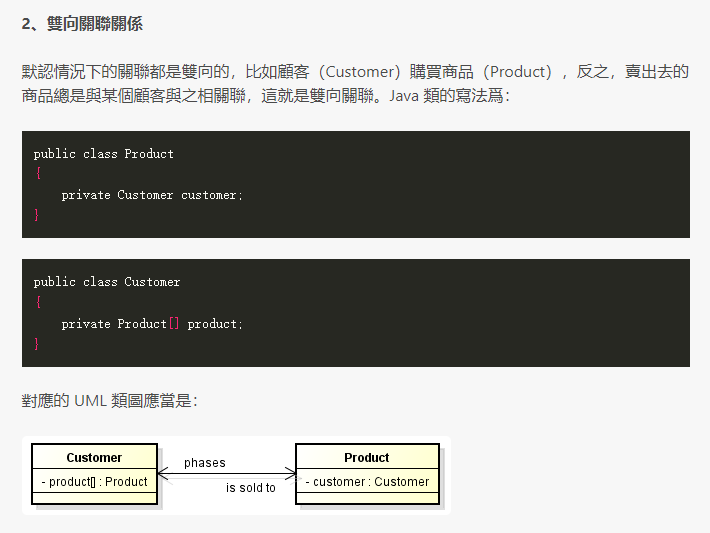 2、雙向關聯關係
默認情況下的關聯都是雙向的，比如顧客（Customer）購買商品（Product），反之，賣出去的
商品總是與某個顧客與之相關聯，這就是雙向關聯。Java 類的寫法爲：
public class Product
{
    private Customer customer;
}
public class Customer
{
    private Product[] product;
}
對應的 UML 類圖應當是：
Customer
- product[] : Product
phases
is sold to
Product
- customer : Customer